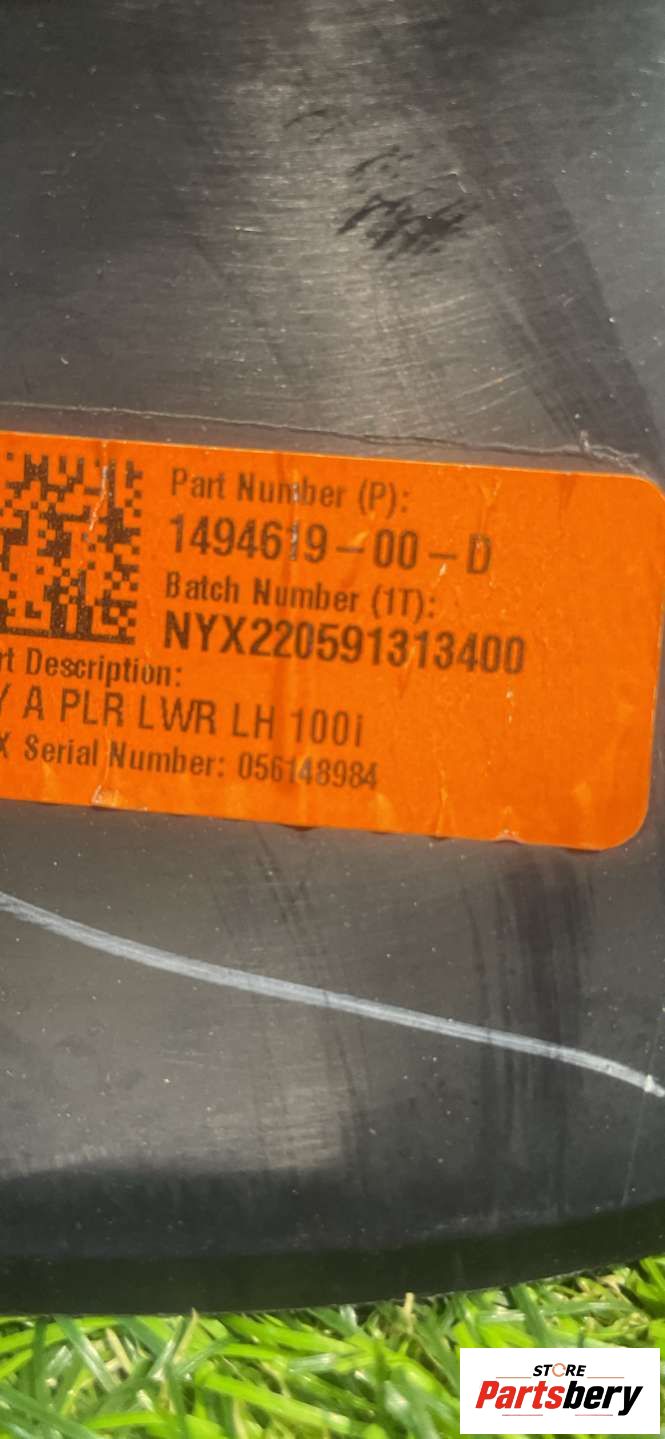 Part Number (P):
1494619-00-D
Batch Number (1T):
NYX220591313400
rt Description:
Y A PLR LWR LH 100i
X Serial Number: 056148984
STORE
Partsbery